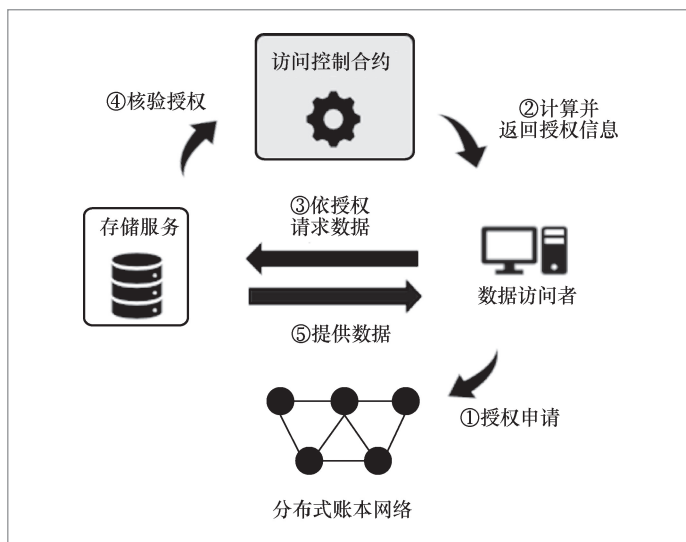 访问控制合约
④核验授权
②计算并
返回授权信息
③依授权
请求数据
存储服务
数据访问者
⑤提供数据
①授权申请
分布式账本网络